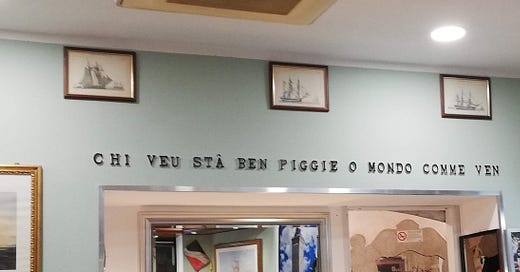 CHI VEU STÂ BEN PIGGIE O MONDO COMME VEN